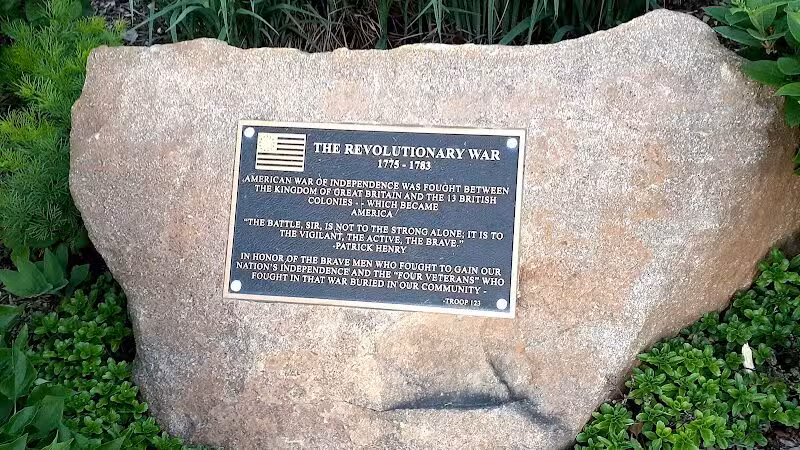 THE REVOLUTIONARY WAR
1775 - 1783
AMERICAN WAR OF INDEPENDENCE WAS FOUGHT BETWEEN
THE KINGDOM OF GREAT BRITAIN AND THE 13 BRITISH
COLONIES - - WHICH BECAME
AMERICA
"THE BATTLE, SIR, IS NOT TO THE STRONG ALONE, IT IS TO
THE VIGILANT, THE ACTIVE, THE BRAVE."
-PATRICK HENRY
IN HONOR OF THE BRAVE MEN WHO FOUGHT TO GAIN OUR
NATION'S INDEPENDENCE AND THE "FOUR VETERANS" WHO
FOUGHT IN THAT WAR BURIED IN OUR COMMUNITY -
-TROOP 123